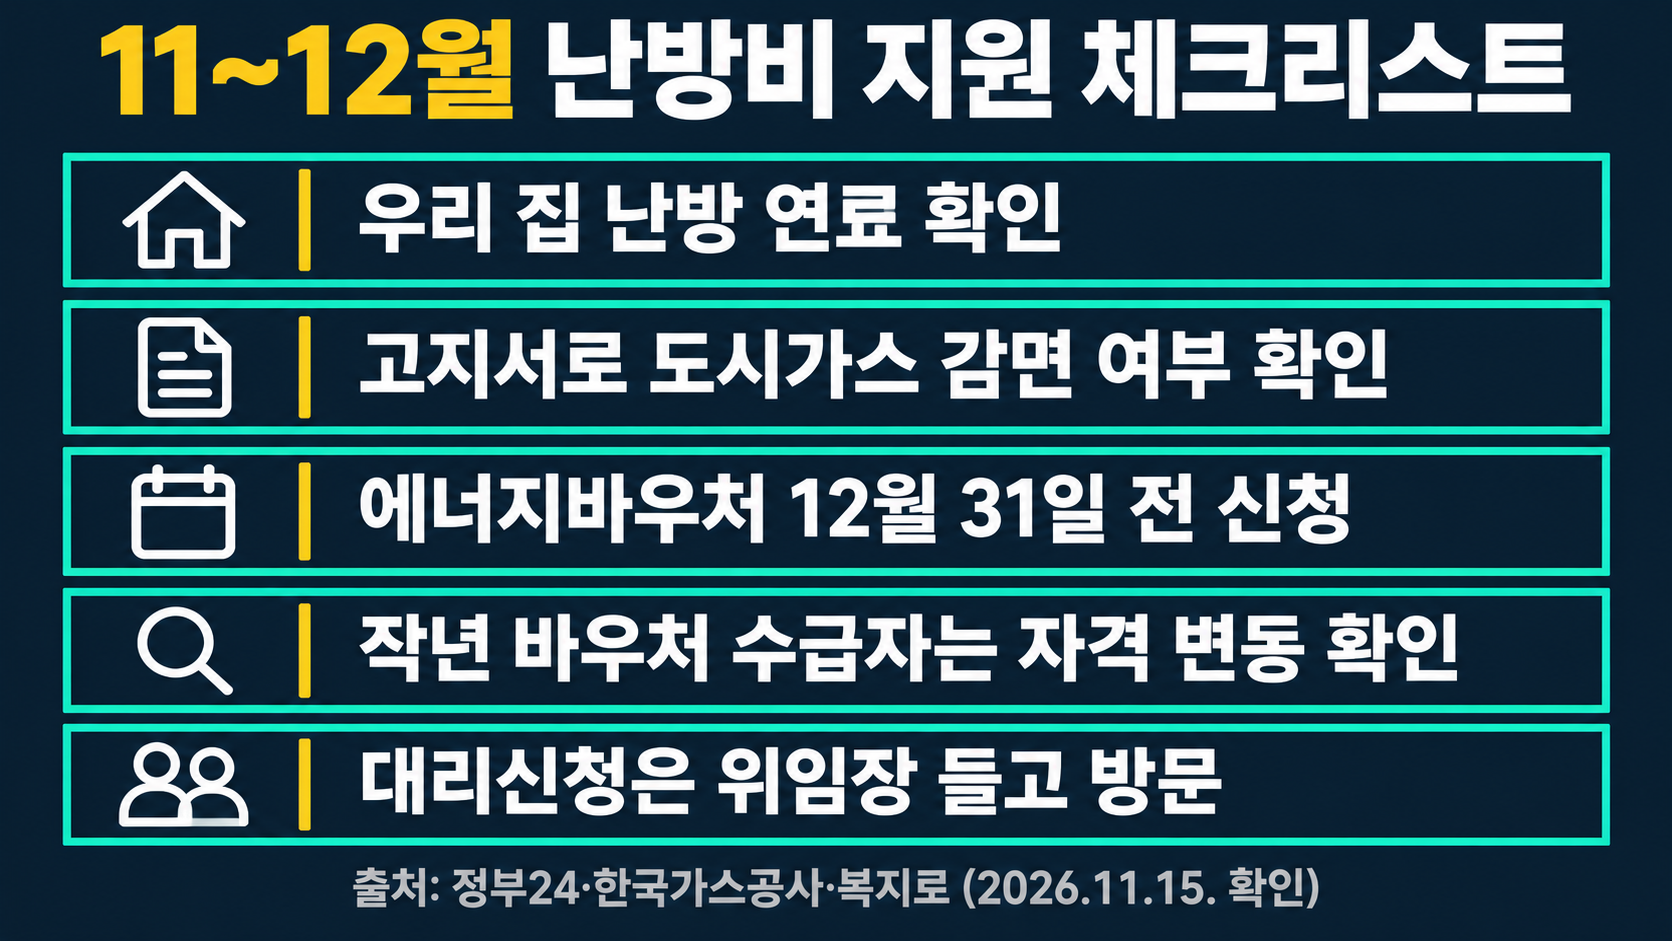 11~12월 난방비 지원 체크리스트
우리 집 난방 연료 확인
고지서로 도시가스 감면 여부 확인
에너지바우처 12월 31일 전 신청
작년 바우처 수급자는 자격 변동 확인
대리신청은 위임장 들고 방문
출처: 정부24·한국가스공사·복지로 (2026.11.15. 확인)